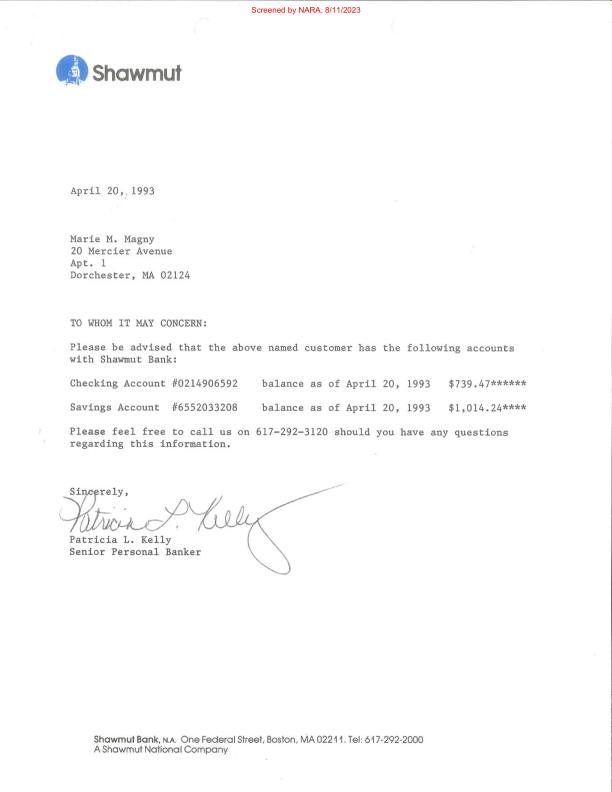 Screened by NARA, 8/11/2023
Shawmut
April 20, 1993
Marie M. Magny
20 Mercier Avenue
Apt. 1
Dorchester, MA 02124
TO WHOM IT MAY CONCERN:
Please be advised that the above named customer has the following accounts
with Shawmut Bank:
Checking Account #0214906592 balance as of April 20, 1993 $739.47******
Savings Account #6552033208 balance as of April 20, 1993 $1,014.24****
Please feel free to call us on 617-292-3120 should you have any questions
regarding this information.
Sincerely,
Patricia L. Kelly
Patricia L. Kelly
Senior Personal Banker
Shawmut Bank, N.A. One Federal Street, Boston, MA 02211. Tel: 617-292-2000
A Shawmut National Company